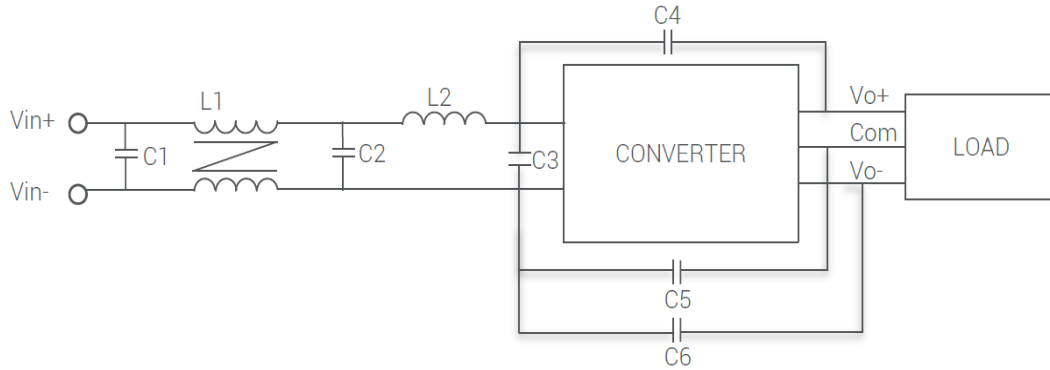 C4
Vin+
L1
L2
Vo+
C1
C2
C3
CONVERTER
Com
LOAD
Vin-
Vo-
C5
C6